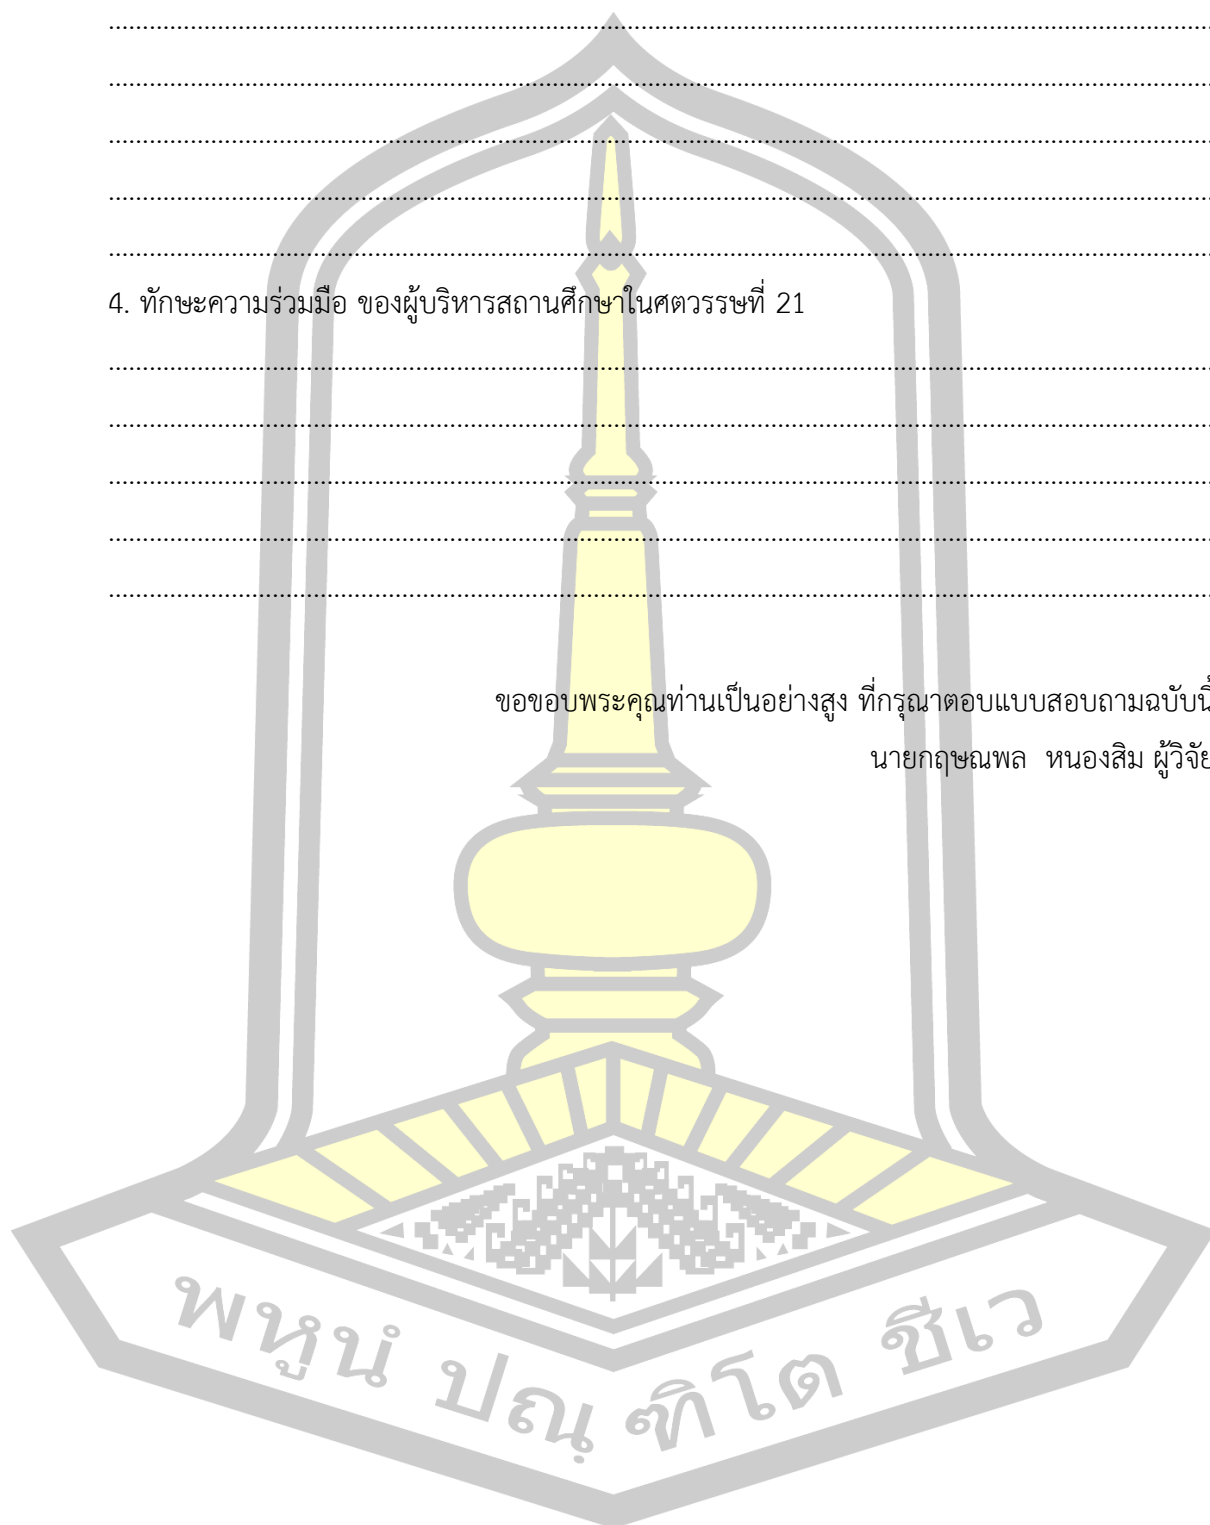 ................................................................................
................................................................................
................................................................................
................................................................................
................................................................................
4. ทักษะความร่วมมือ ของผู้บริหารสถานศึกษาในศตวรรษที่ 21
................................................................................
................................................................................
................................................................................
................................................................................
................................................................................
ขอขอบพระคุณท่านเป็นอย่างสูง ที่กรุณาตอบแบบสอบถามฉบับนี้
นายกฤษณพล หนองสิม ผู้วิจัย
พหูนํ ปณฺฑิโต ชีเว